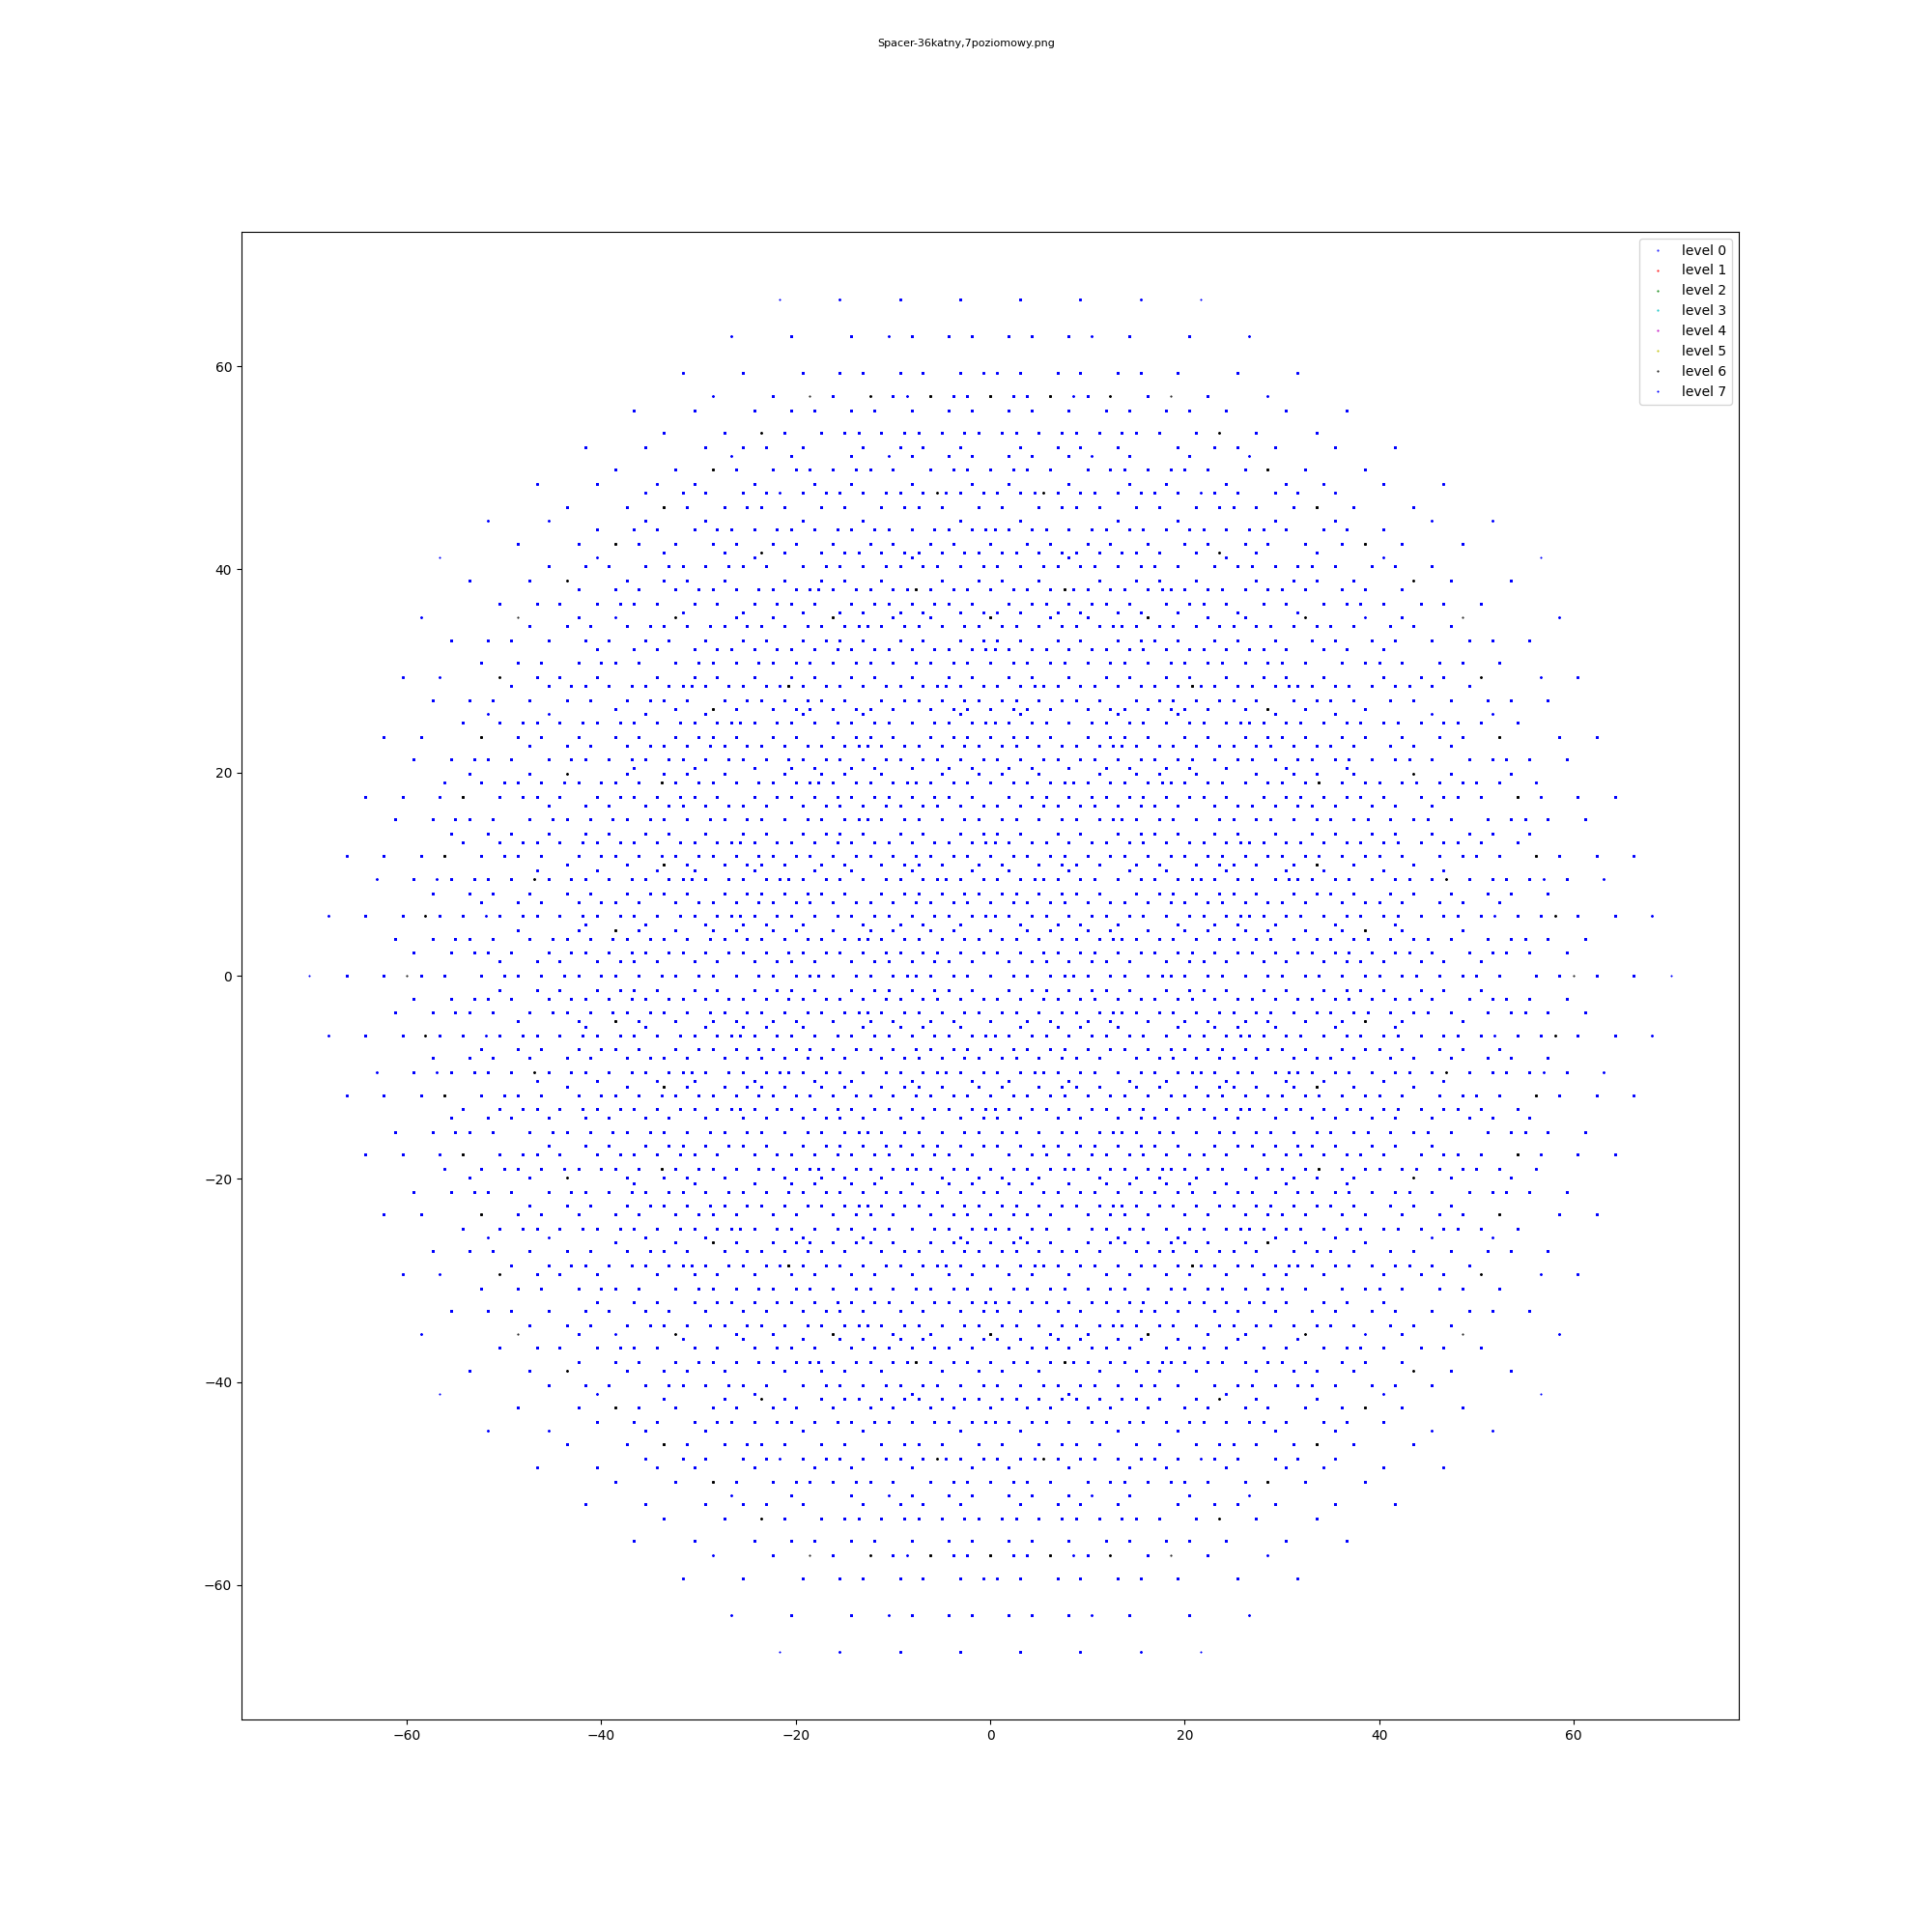 Spacer-36katny,7poziomowy.png
level 0
level 1
level 2
level 3
level 4
level 5
level 6
level 7
60
40
20
0
−20
−40
−60
−60 −40 −20 0 20 40 60